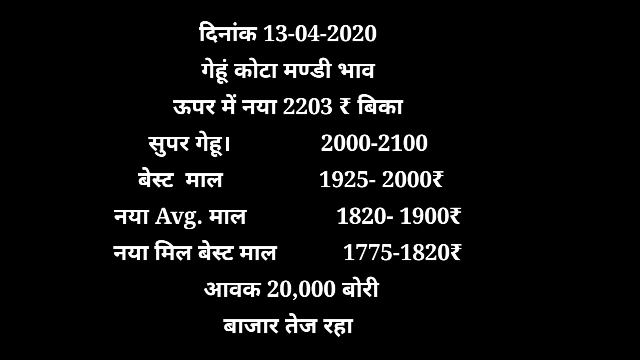 दिनांक 13-04-2020
गेहूं कोटा मण्डी भाव
ऊपर में नया 2203 ₹ बिका
सुपर गेहू। 2000-2100
बेस्ट माल 1925- 2000₹
नया Avg. माल 1820- 1900₹
नया मिल बेस्ट माल 1775-1820₹
आवक 20,000 बोरी
बाजार तेज रहा